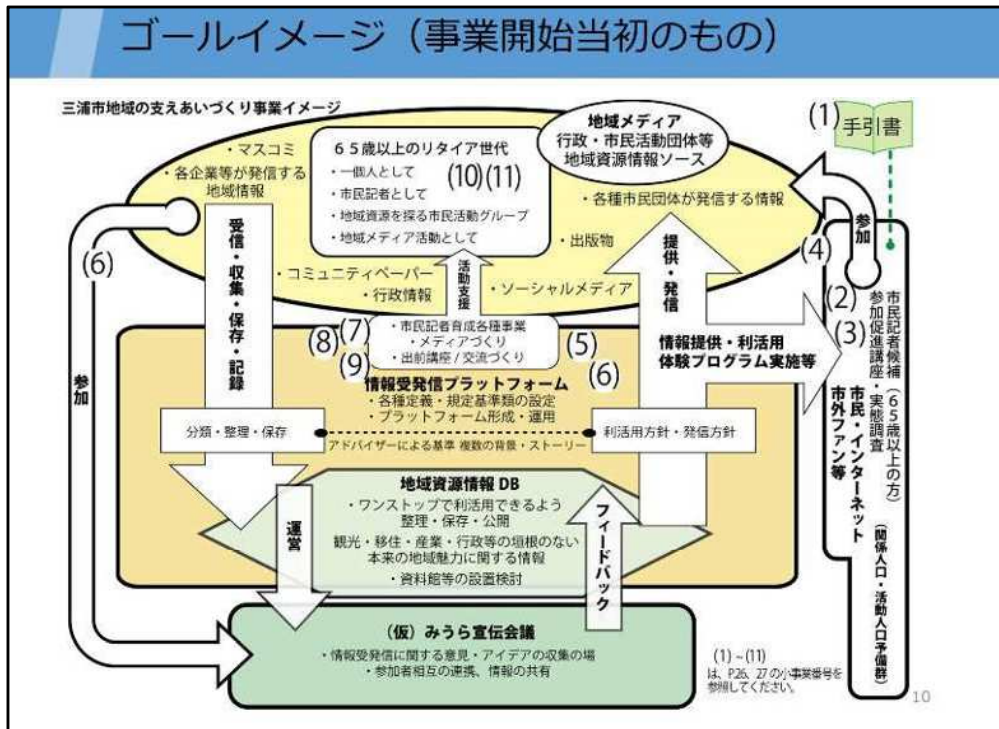 ゴールイメージ（事業開始当初のもの）
三浦市地域の支えあいづくり事業イメージ
・マスコミ
・各企業等が発信する
地域情報
６５歳以上のリタイア世代
・一個人として
・市民記者として
・地域資源を探る市民活動グループ
・地域メディア活動として
(10)(11)
地域メディア
行政・市民活動団体等
地域資源情報ソース
・各種市民団体が発信する情報
・出版物
・ソーシャルメディア
・コミュニティペーパー
・行政情報
(1)
手引書
参加
(4)
(2)
(3)
(6)
参加
受信・収集・保存・記録
活動支援
提供・発信
(7)
(8)
(9)
・市民記者育成各種事業
・メディアづくり
・出前講座/交流づくり
(5)
(6)
情報提供・利活用
体験プログラム実施等
市民記者候補（６５歳以上の方）
参加促進講座・実態調査
市民・インターネット
市外ファン等
（関係人口・活動人口予備群）
情報受発信プラットフォーム
・各種定義・規定基準類の設定
・プラットフォーム形成・運用
分類・整理・保存
アドバイザーによる基準 複数の背景・ストーリー
利活用方針・発信方針
地域資源情報 DB
・ワンストップで利活用できるよう
整理・保存・公開
観光・移住・産業・行政等の垣根のない
本来の地域魅力に関する情報
・資料館等の設置検討
運営
フィードバック
（仮）みうら宣伝会議
・情報受発信に関する意見・アイデアの収集の場
・参加者相互の連携、情報の共有
(1)~(11)
は、P.26、27 の小事業番号を
参照してください。
10